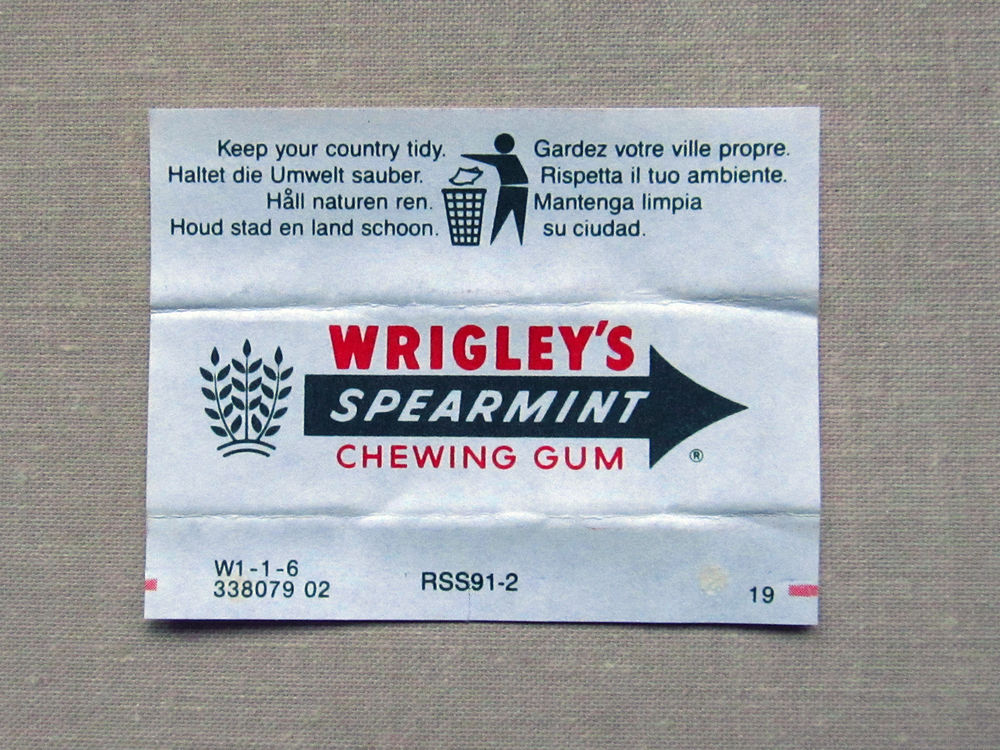 Keep your country tidy.
Haltet die Umwelt sauber.
Håll naturen ren.
Houd stad en land schoon.
Gardez votre ville propre.
Rispetta il tuo ambiente.
Mantenga limpia
su ciudad.
WRIGLEY'S
SPEARMINT
CHEWING GUM
®
W1-1-6
338079 02
RSS91-2
19